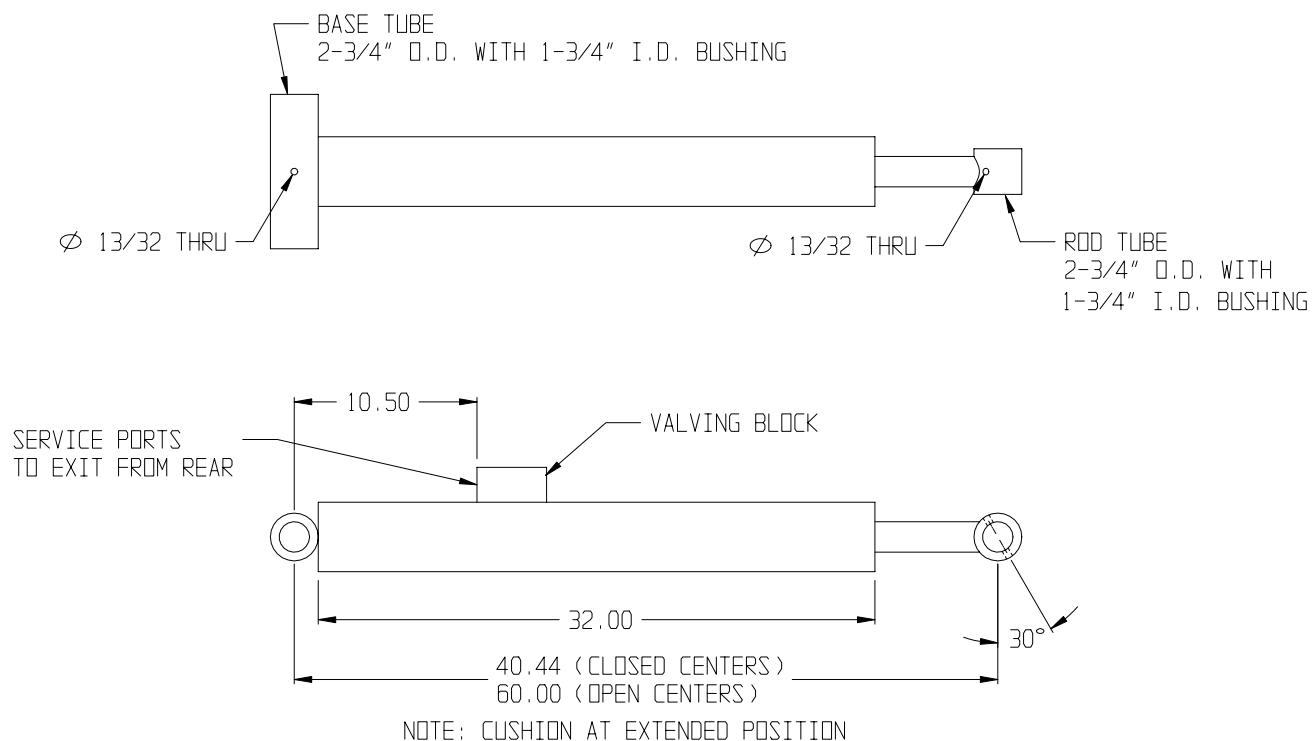 BASE TUBE
2-3/4" O.D. WITH 1-3/4" I.D. BUSHING
Ø 13/32 THRU
Ø 13/32 THRU
ROD TUBE
2-3/4" O.D. WITH
1-3/4" I.D. BUSHING
10.50
SERVICE PORTS
TO EXIT FROM REAR
VALVING BLOCK
32.00
30°
40.44 (CLOSED CENTERS)
60.00 (OPEN CENTERS)
NOTE: CUSHION AT EXTENDED POSITION